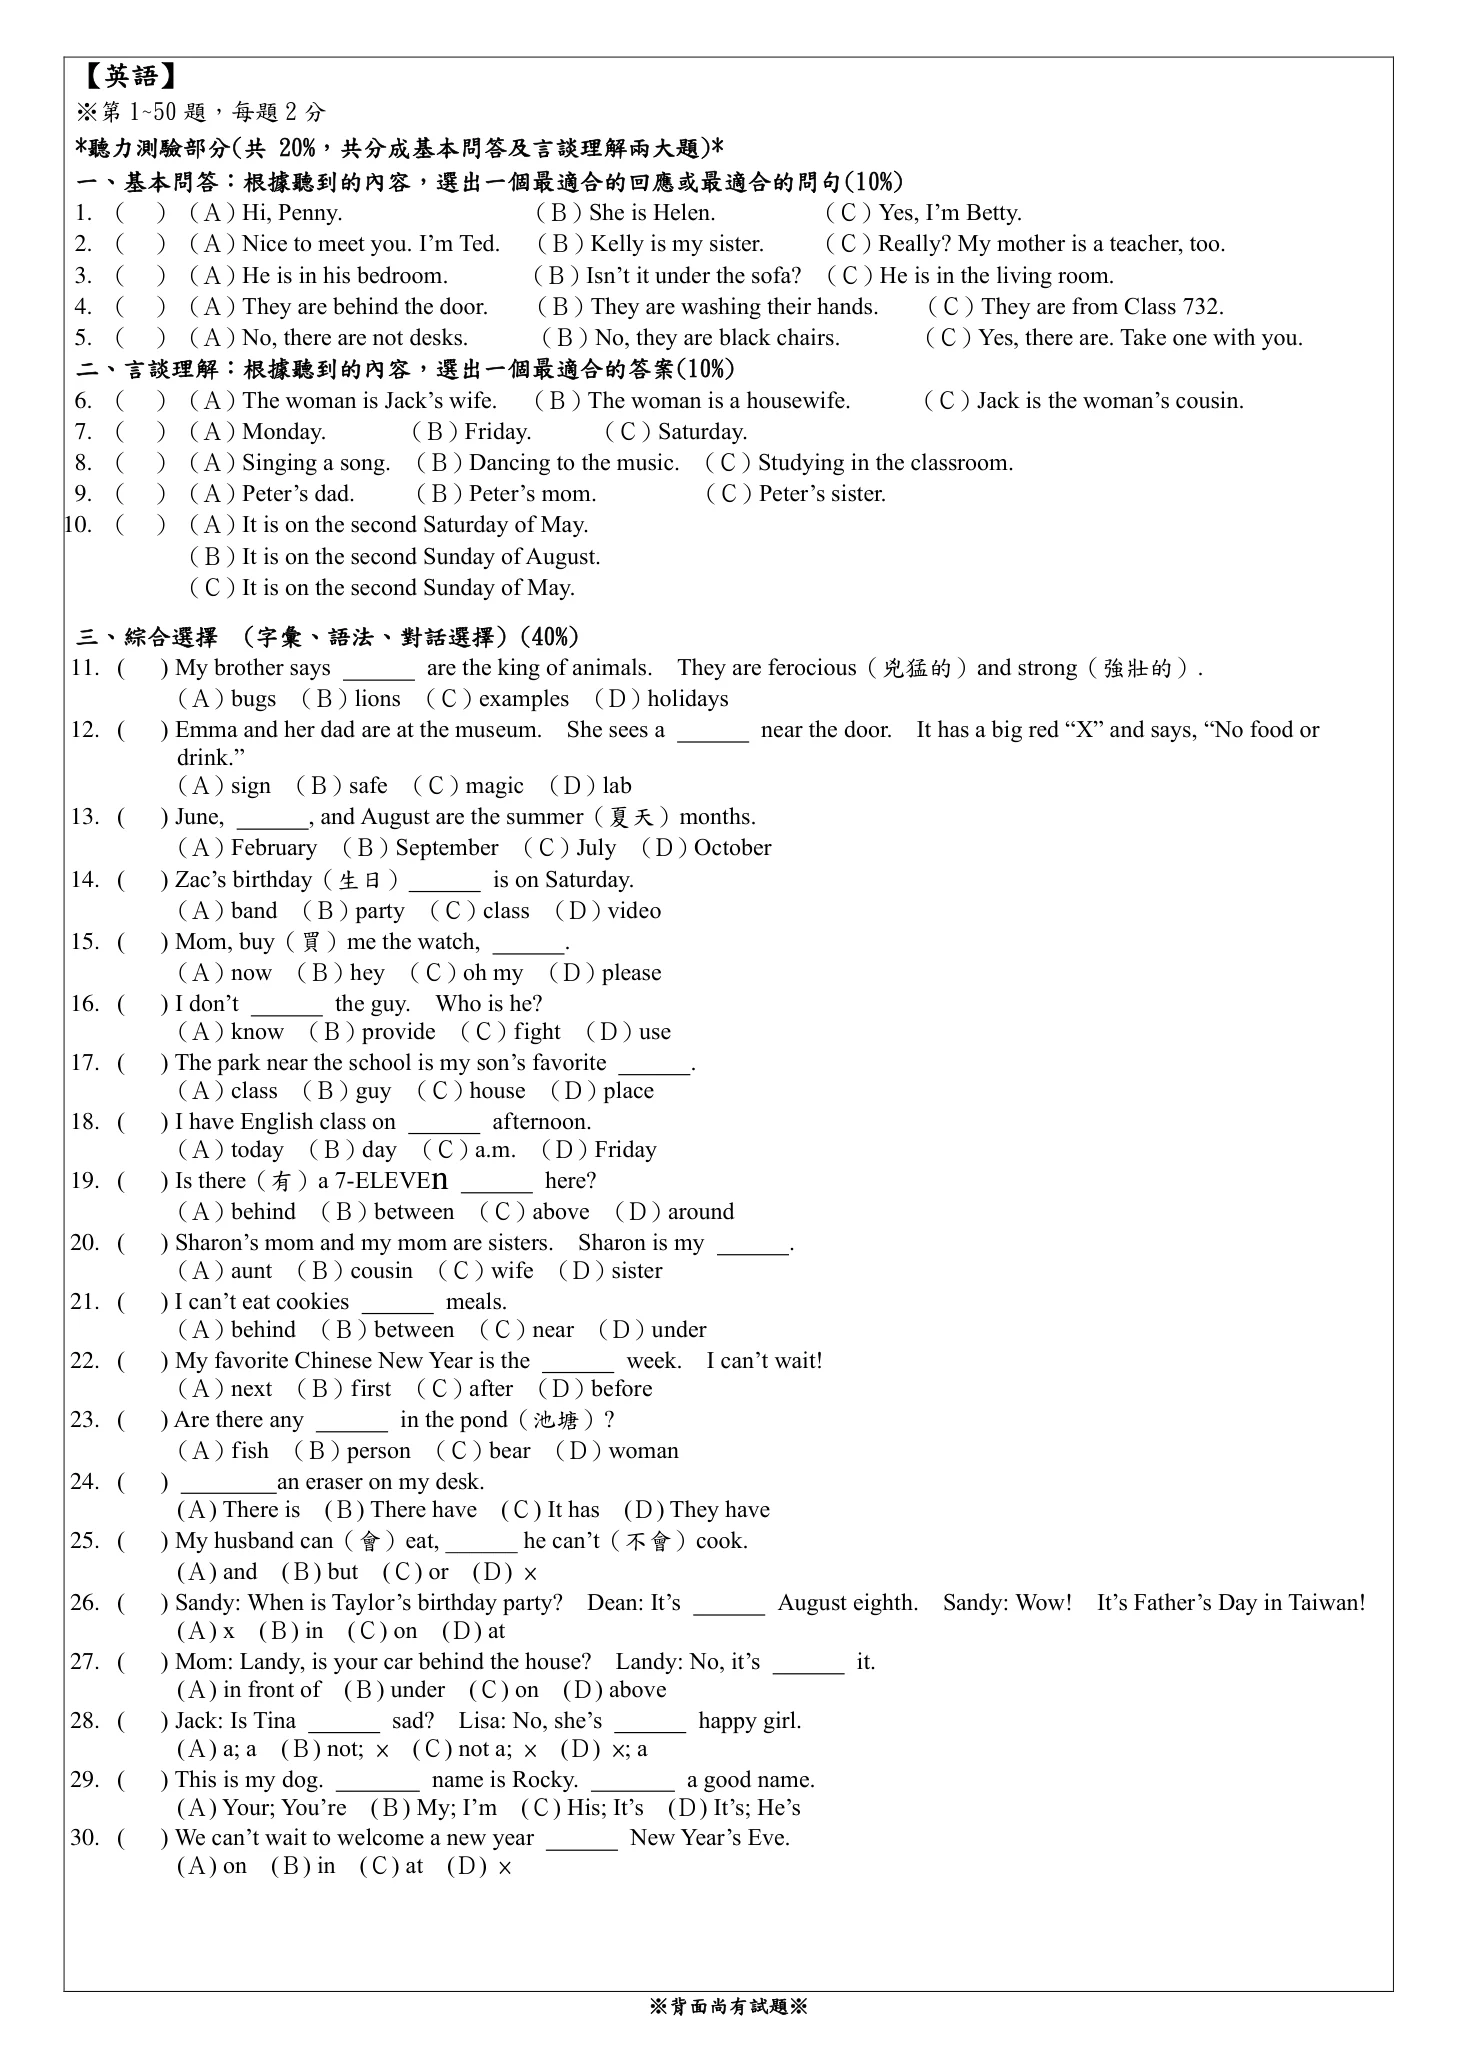 【英語】
※第 1~50 題，每題 2 分
*聽力測驗部分(共 20%，共分成基本問答及言談理解兩大題)*
一、基本問答：根據聽到的內容，選出一個最適合的回應或最適合的問句(10%)
1. （　）（A）Hi, Penny. （B）She is Helen. （C）Yes, I’m Betty.
2. （　）（A）Nice to meet you. I’m Ted. （B）Kelly is my sister. （C）Really? My mother is a teacher, too.
3. （　）（A）He is in his bedroom. （B）Isn’t it under the sofa? （C）He is in the living room.
4. （　）（A）They are behind the door. （B）They are washing their hands. （C）They are from Class 732.
5. （　）（A）No, there are not desks. （B）No, they are black chairs. （C）Yes, there are. Take one with you.
二、言談理解：根據聽到的內容，選出一個最適合的答案(10%)
6. （　）（A）The woman is Jack’s wife. （B）The woman is a housewife. （C）Jack is the woman’s cousin.
7. （　）（A）Monday. （B）Friday. （C）Saturday.
8. （　）（A）Singing a song. （B）Dancing to the music. （C）Studying in the classroom.
9. （　）（A）Peter’s dad. （B）Peter’s mom. （C）Peter’s sister.
10. （　）（A）It is on the second Saturday of May.
（B）It is on the second Sunday of August.
（C）It is on the second Sunday of May.
三、綜合選擇　(字彙、語法、對話選擇) (40%)
11. (　) My brother says ______ are the king of animals. They are ferocious（兇猛的）and strong（強壯的）.
（A）bugs （B）lions （C）examples （D）holidays
12. (　) Emma and her dad are at the museum. She sees a ______ near the door. It has a big red “X” and says, “No food or
drink.”
（A）sign （B）safe （C）magic （D）lab
13. (　) June, ______, and August are the summer（夏天）months.
（A）February （B）September （C）July （D）October
14. (　) Zac’s birthday（生日）______ is on Saturday.
（A）band （B）party （C）class （D）video
15. (　) Mom, buy（買）me the watch, ______.
（A）now （B）hey （C）oh my （D）please
16. (　) I don’t ______ the guy. Who is he?
（A）know （B）provide （C）fight （D）use
17. (　) The park near the school is my son’s favorite ______.
（A）class （B）guy （C）house （D）place
18. (　) I have English class on ______ afternoon.
（A）today （B）day （C）a.m. （D）Friday
19. (　) Is there（有）a 7-ELEVEn ______ here?
（A）behind （B）between （C）above （D）around
20. (　) Sharon’s mom and my mom are sisters. Sharon is my ______.
（A）aunt （B）cousin （C）wife （D）sister
21. (　) I can’t eat cookies ______ meals.
（A）behind （B）between （C）near （D）under
22. (　) My favorite Chinese New Year is the ______ week. I can’t wait!
（A）next （B）first （C）after （D）before
23. (　) Are there any ______ in the pond（池塘）?
（A）fish （B）person （C）bear （D）woman
24. (　) ________an eraser on my desk.
(A) There is (B) There have (C) It has (D) They have
25. (　) My husband can（會）eat, ______ he can’t（不會）cook.
(A) and (B) but (C) or (D) ×
26. (　) Sandy: When is Taylor’s birthday party? Dean: It’s ______ August eighth. Sandy: Wow! It’s Father’s Day in Taiwan!
(A) x (B) in (C) on (D) at
27. (　) Mom: Landy, is your car behind the house? Landy: No, it’s ______ it.
(A) in front of (B) under (C) on (D) above
28. (　) Jack: Is Tina ______ sad? Lisa: No, she’s ______ happy girl.
(A) a; a (B) not; × (C) not a; × (D) ×; a
29. (　) This is my dog. _______ name is Rocky. _______ a good name.
(A) Your; You’re (B) My; I’m (C) His; It’s (D) It’s; He’s
30. (　) We can’t wait to welcome a new year ______ New Year’s Eve.
(A) on (B) in (C) at (D) ×
※背面尚有試題※